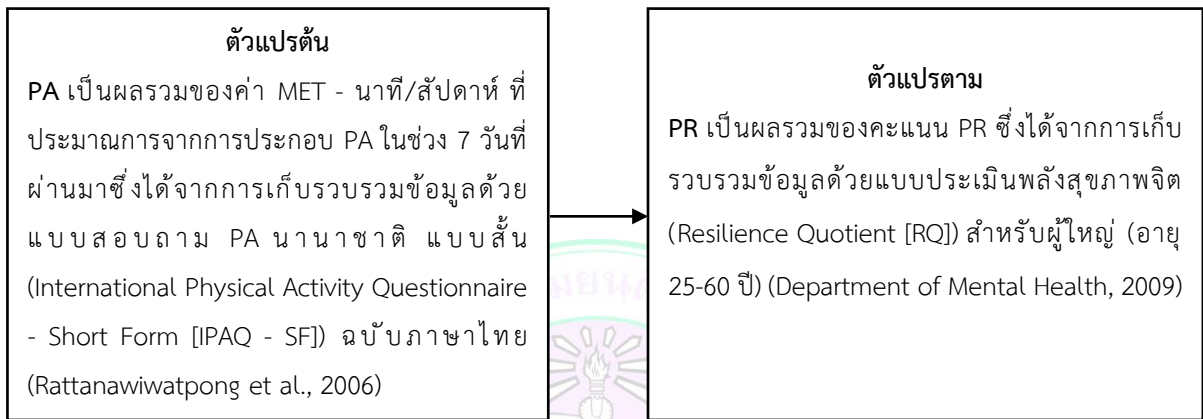 ตัวแปรต้น
PA เป็นผลรวมของค่า MET - นาที/สัปดาห์ ที่
ประมาณการจากการประกอบ PA ในช่วง 7 วันที่
ผ่านมาซึ่งได้จากการเก็บรวบรวมข้อมูลด้วย
แบบสอบถาม PA นานาชาติ แบบสั้น
(International Physical Activity Questionnaire
- Short Form [IPAQ - SF]) ฉบับภาษาไทย
(Rattanawiwatpong et al., 2006)
ตัวแปรตาม
PR เป็นผลรวมของคะแนน PR ซึ่งได้จากการเก็บ
รวบรวมข้อมูลด้วยแบบประเมินพลังสุขภาพจิต
(Resilience Quotient [RQ]) สำหรับผู้ใหญ่ (อายุ
25-60 ปี) (Department of Mental Health, 2009)